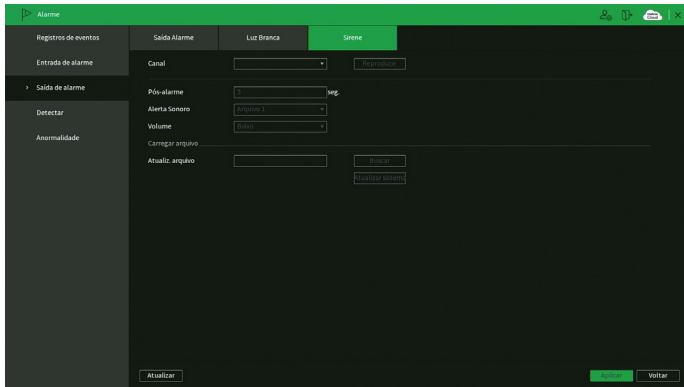 Alarme
Registros de eventos
Entrada de alarme
Saída de alarme
Detectar
Anormalidade
Saída Alarme
Luz Branca
Sirene
Canal
Reproduzir
Pós-alarme
5
seg.
Alerta Sonoro
Arquivo 1
Volume
Baixo
Carregar arquivo
Atualiz. arquivo
Buscar
Atualizar sistema
Atualizar
Aplicar
Voltar